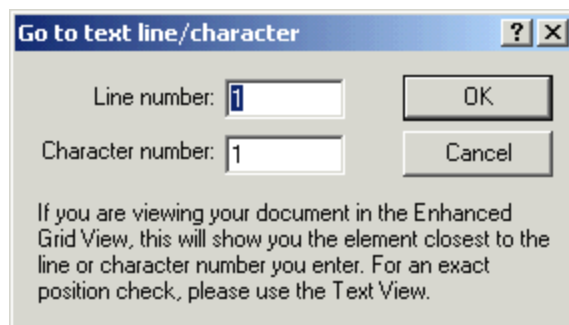 Go to text line/character
Line number: 1
OK
Character number: 1
Cancel
If you are viewing your document in the Enhanced
Grid View, this will show you the element closest to the
line or character number you enter. For an exact
position check, please use the Text View.